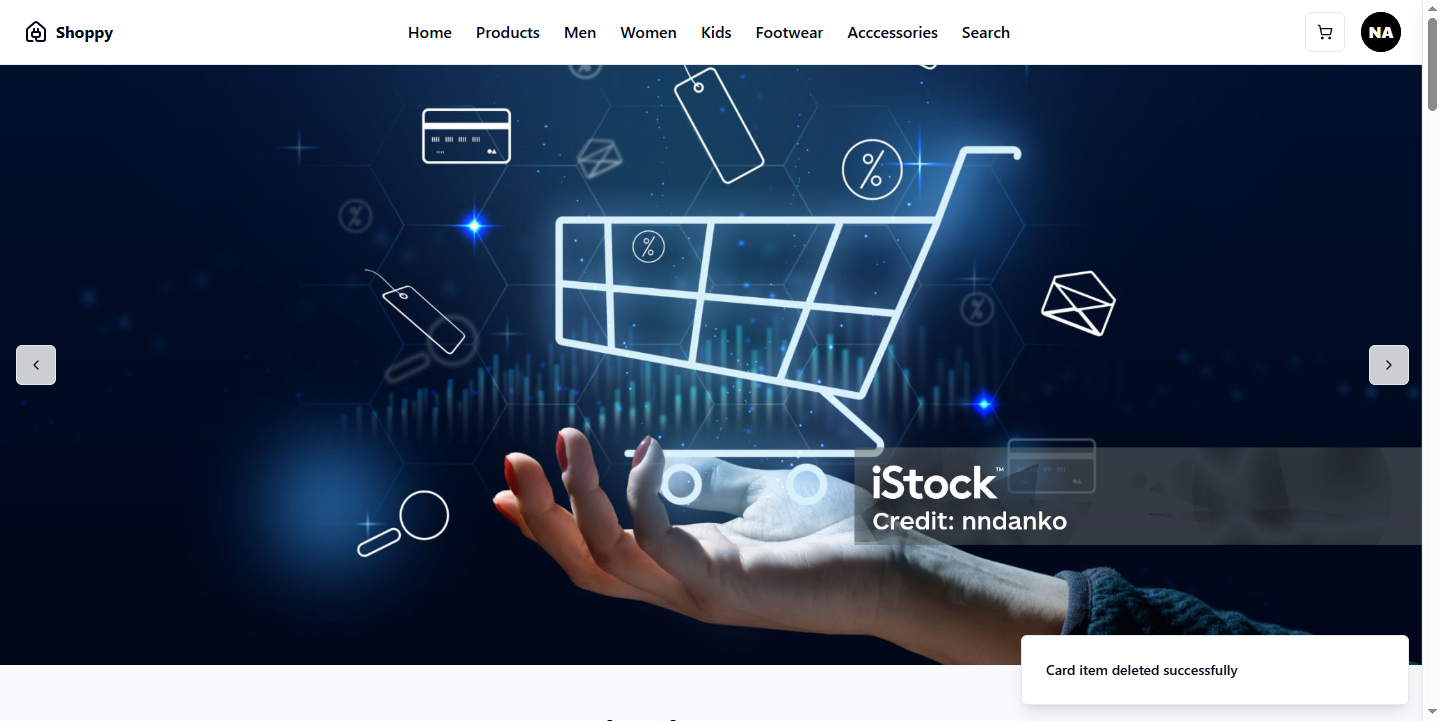 Shoppy
Home
Products
Men
Women
Kids
Footwear
Acccessories
Search
NA
iStock™
Credit: nndanko
Card item deleted successfully